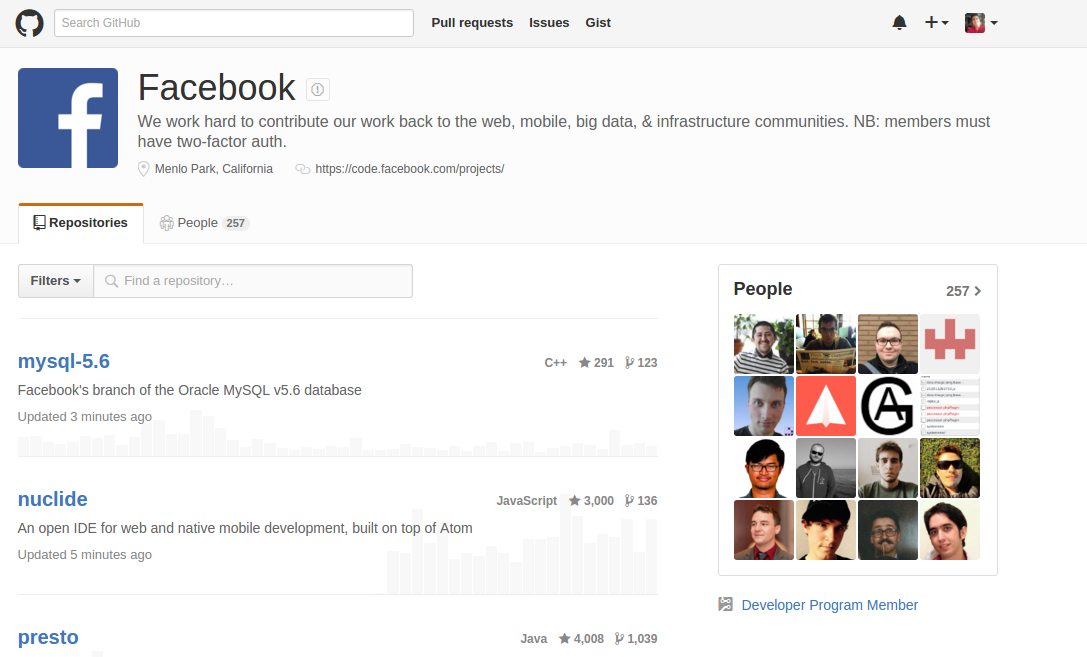 Search GitHub Pull requests Issues Gist
Facebook
We work hard to contribute our work back to the web, mobile, big data, & infrastructure communities. NB: members must
have two-factor auth.
Menlo Park, California https://code.facebook.com/projects/
Repositories People 257
Filters Find a repository…
People 257
mysql-5.6 C++ 291 123
Facebook's branch of the Oracle MySQL v5.6 database
Updated 3 minutes ago
nuclide JavaScript 3,000 136
An open IDE for web and native mobile development, built on top of Atom
Updated 5 minutes ago
Developer Program Member
presto Java 4,008 1,039